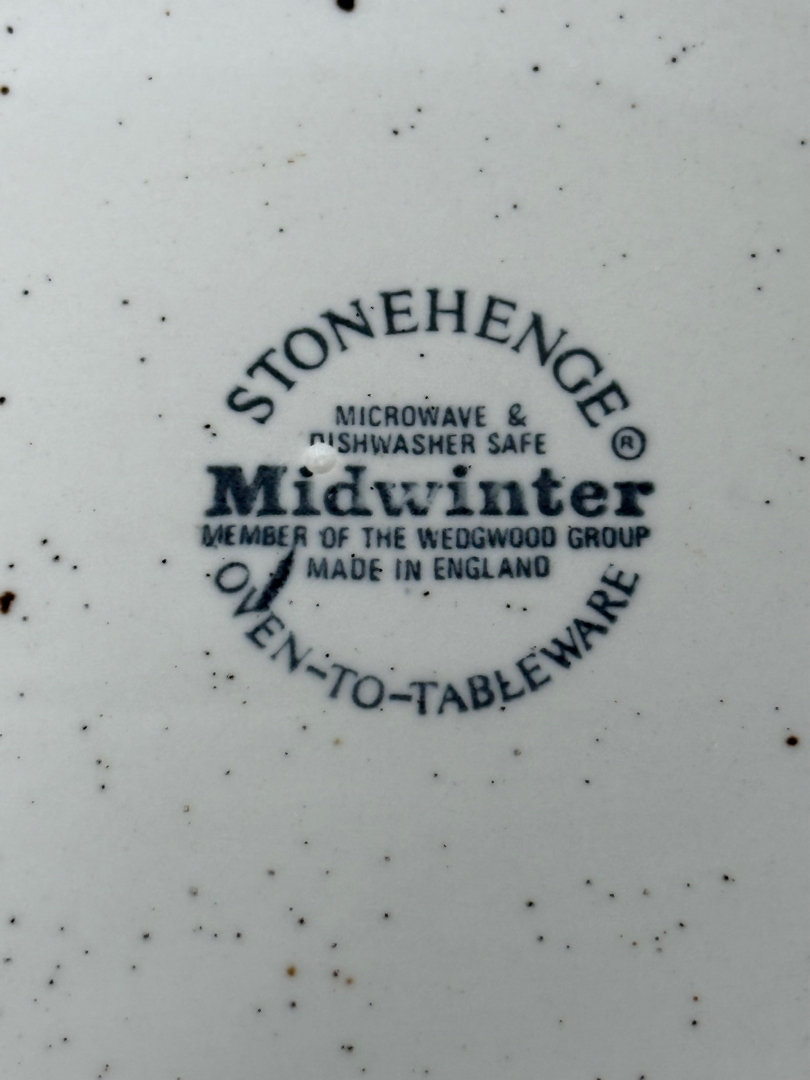 STONEHENGE ®
MICROWAVE &
DISHWASHER SAFE
Midwinter
MEMBER OF THE WEDGWOOD GROUP
MADE IN ENGLAND
OVEN-TO-TABLEWARE